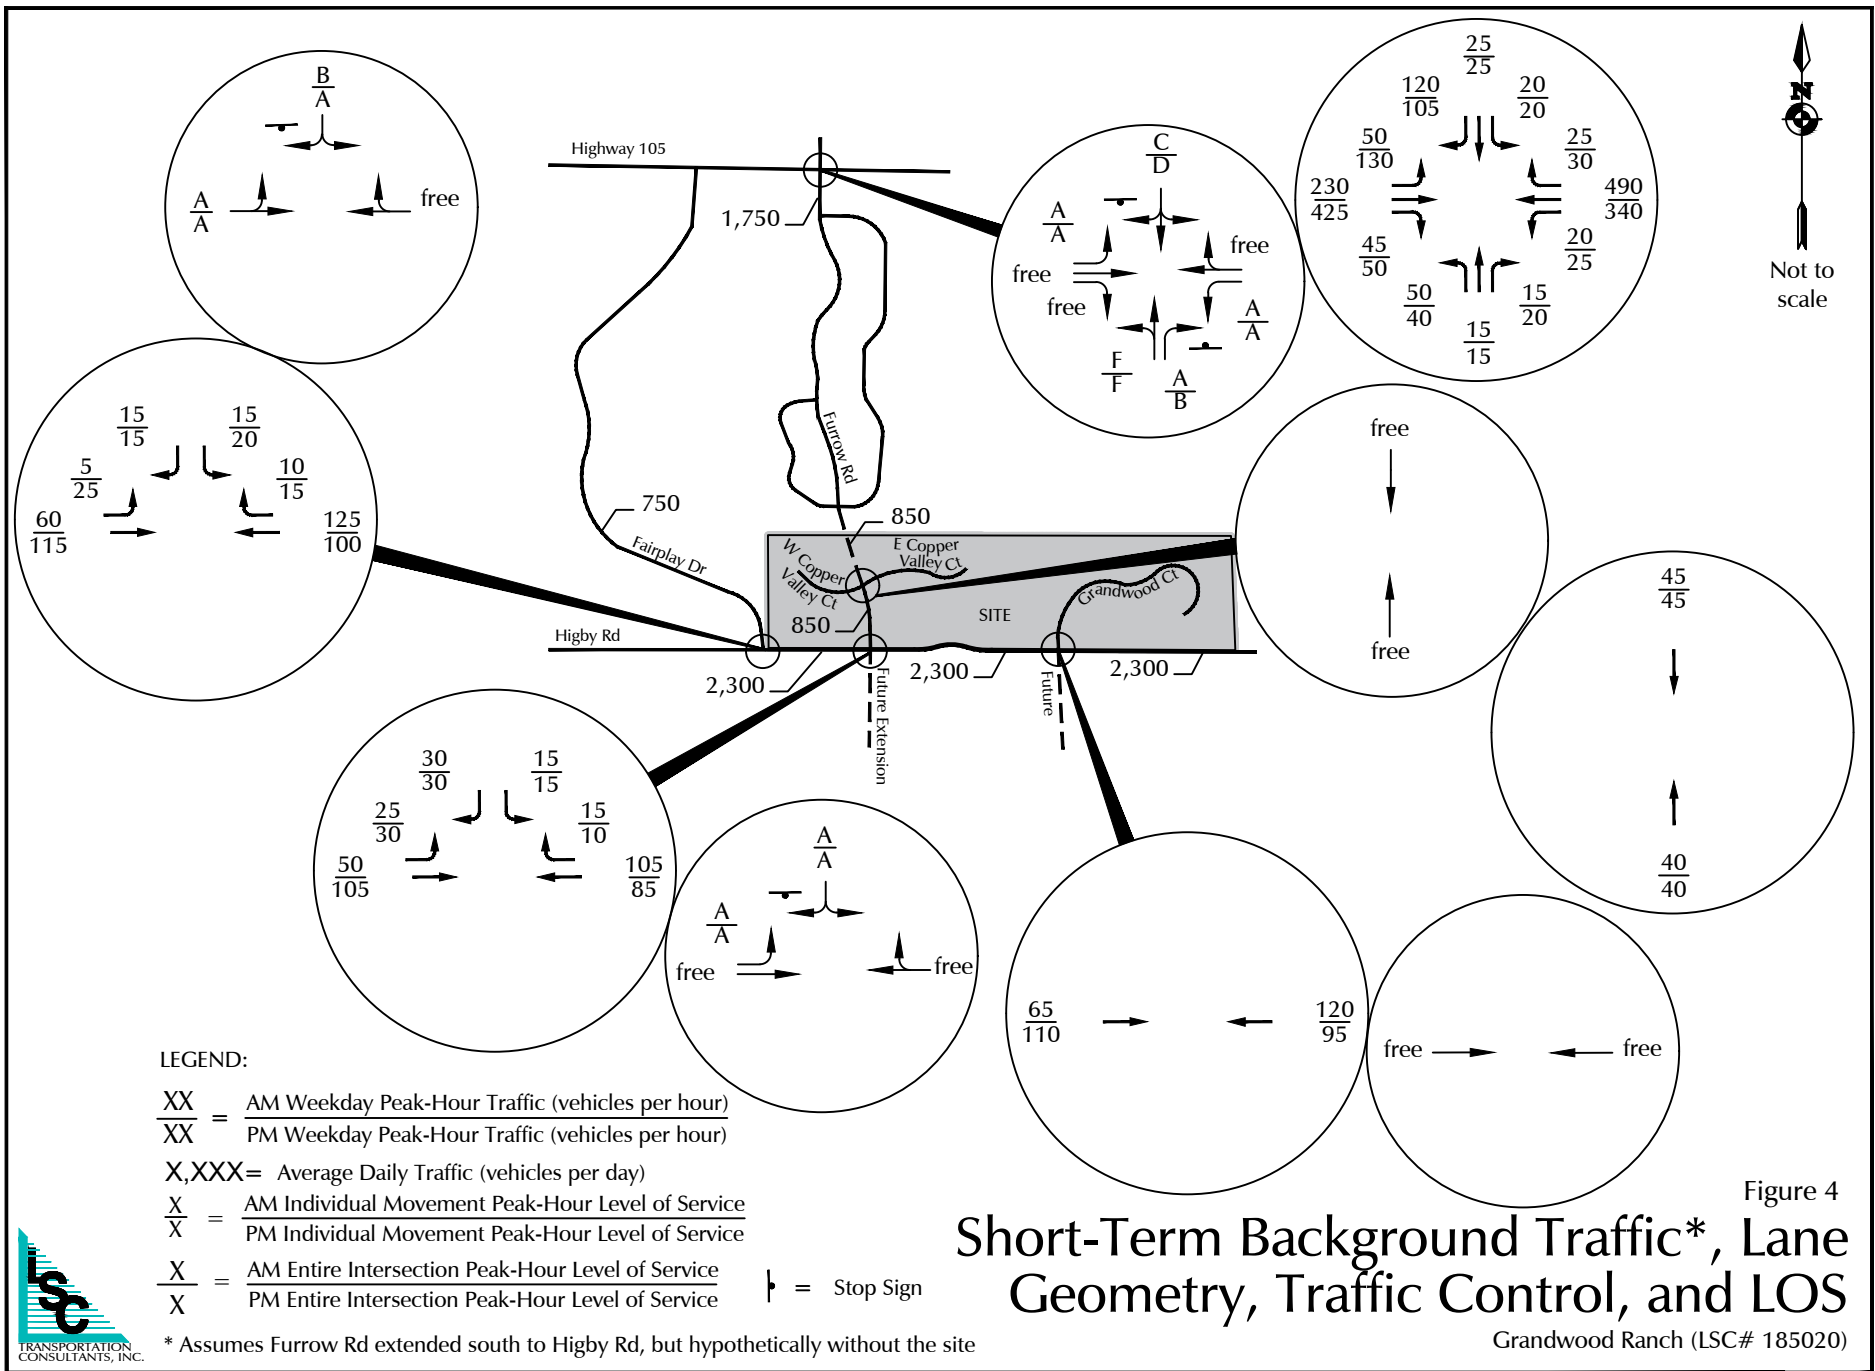 B
A
A
A
free
15
15
15
20
5
25
10
15
60
115
125
100
Highway 105
1,750
Furrow Rd
750
Fairplay Dr
850
W Copper
Valley Ct
E Copper
Valley Ct
Grandwood Ct
SITE
850
Higby Rd
2,300
2,300
2,300
Future Extension
Future
C
D
A
A
free
free
free
A
A
F
F
A
B
25
25
120
105
20
20
50
130
25
30
230
425
490
340
45
50
20
25
50
40
15
20
15
15
N
Not to
scale
free
free
45
45
40
40
30
30
15
15
25
30
15
10
50
105
105
85
A
A
A
A
free
free
65
110
120
95
free
free
LEGEND:
XX
XX
=
AM Weekday Peak-Hour Traffic (vehicles per hour)
PM Weekday Peak-Hour Traffic (vehicles per hour)
X,XXX= Average Daily Traffic (vehicles per day)
X
X
=
AM Individual Movement Peak-Hour Level of Service
PM Individual Movement Peak-Hour Level of Service
X
X
=
AM Entire Intersection Peak-Hour Level of Service
PM Entire Intersection Peak-Hour Level of Service
= Stop Sign
* Assumes Furrow Rd extended south to Higby Rd, but hypothetically without the site
LSC
TRANSPORTATION
CONSULTANTS, INC.
Figure 4
Short-Term Background Traffic*, Lane
Geometry, Traffic Control, and LOS
Grandwood Ranch (LSC# 185020)